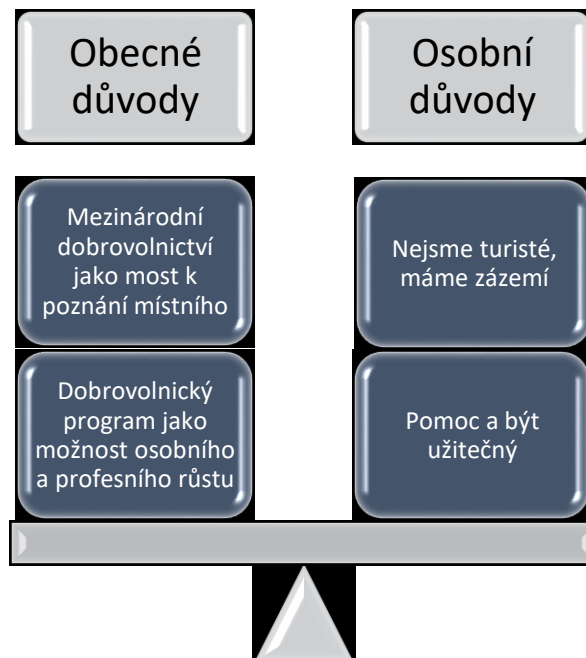 Obecné
důvody
Osobní
důvody
Mezinárodní
dobrovolnictví
jako most k
poznání místního
Nejsme turisté,
máme zázemí
Dobrovolnický
program jako
možnost osobního
a profesního růstu
Pomoc a být
užitečný